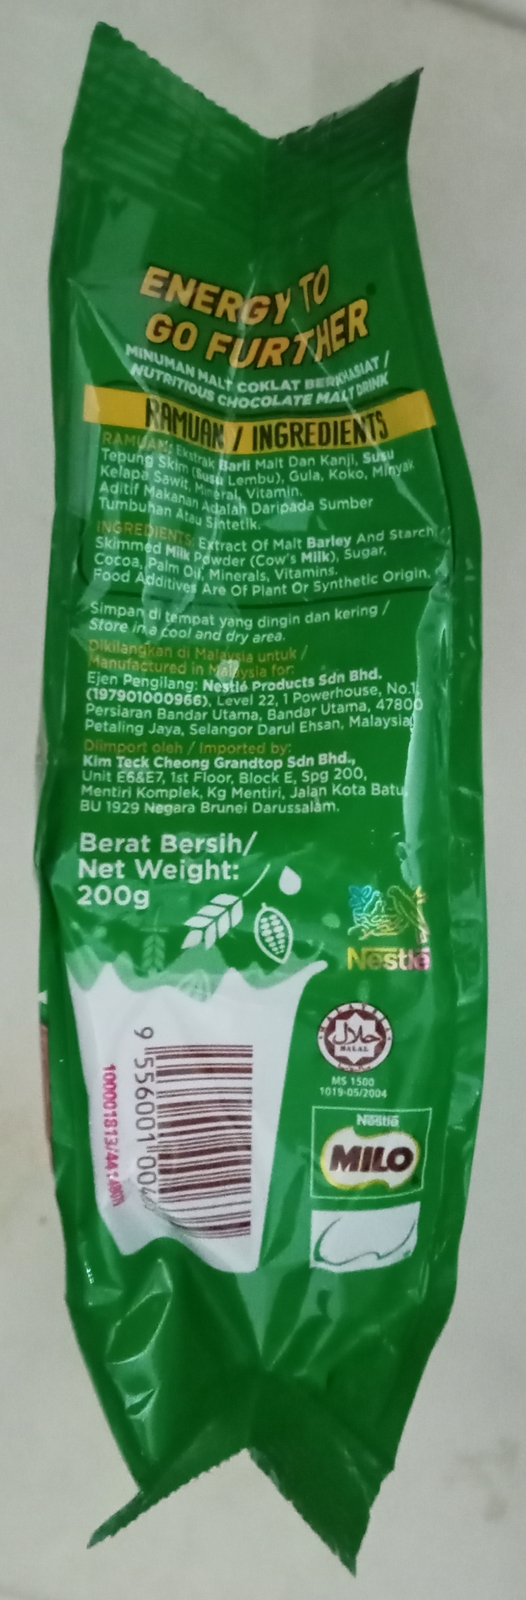 ENERGY TO
GO FURTHER
MINUMAN MALT COKLAT BERKHASIAT /
NUTRITIOUS CHOCOLATE MALT DRINK
RAMUAN / INGREDIENTS
RAMUAN: Ekstrak Barli Malt Dan Kanji, Susu
Tepung Skim (Susu Lembu), Gula, Koko, Minyak
Kelapa Sawit, Mineral, Vitamin.
Aditif Makanan Adalah Daripada Sumber
Tumbuhan Atau Sintetik.
INGREDIENTS: Extract Of Malt Barley And Starch,
Skimmed Milk Powder (Cow's Milk), Sugar,
Cocoa, Palm Oil, Minerals, Vitamins.
Food Additives Are Of Plant Or Synthetic Origin.
Simpan di tempat yang dingin dan kering /
Store in a cool and dry area.
Dikilangkan di Malaysia untuk /
Manufactured in Malaysia for:
Ejen Pengilang: Nestlé Products Sdn Bhd.
(197901000966), Level 22, 1 Powerhouse, No.1,
Persiaran Bandar Utama, Bandar Utama, 47800
Petaling Jaya, Selangor Darul Ehsan, Malaysia
Diimport oleh / Imported by:
Kim Teck Cheong Grandtop Sdn Bhd.,
Unit E6&E7, 1st Floor, Block E, Spg 200,
Mentiri Komplek, Kg Mentiri, Jalan Kota Batu,
BU 1929 Negara Brunei Darussalam.
Berat Bersih/
Net Weight:
200g
Nestlé
حلال
HALAL
MS 1500
1019-05/2004
Nestlé
MILO
9 556001 00